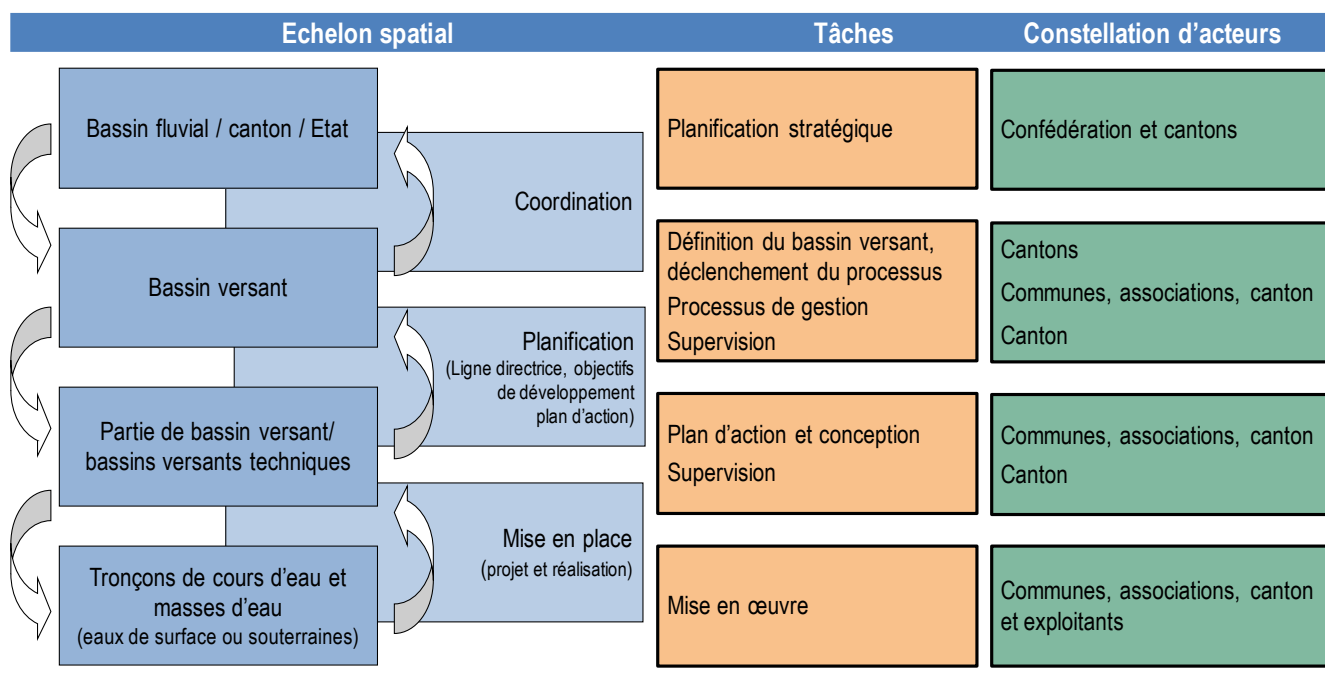 Echelon spatial
Tâches
Constellation d'acteurs
Bassin fluvial / canton / Etat
Coordination
Planification stratégique
Confédération et cantons
Bassin versant
Définition du bassin versant,
déclenchement du processus
Processus de gestion
Supervision
Cantons
Communes, associations, canton
Canton
Planification
(Ligne directrice, objectifs
de développement
plan d'action)
Partie de bassin versant/
bassins versants techniques
Plan d'action et conception
Supervision
Communes, associations, canton
Canton
Mise en place
(projet et réalisation)
Tronçons de cours d'eau et
masses d'eau
(eaux de surface ou souterraines)
Mise en œuvre
Communes, associations, canton
et exploitants